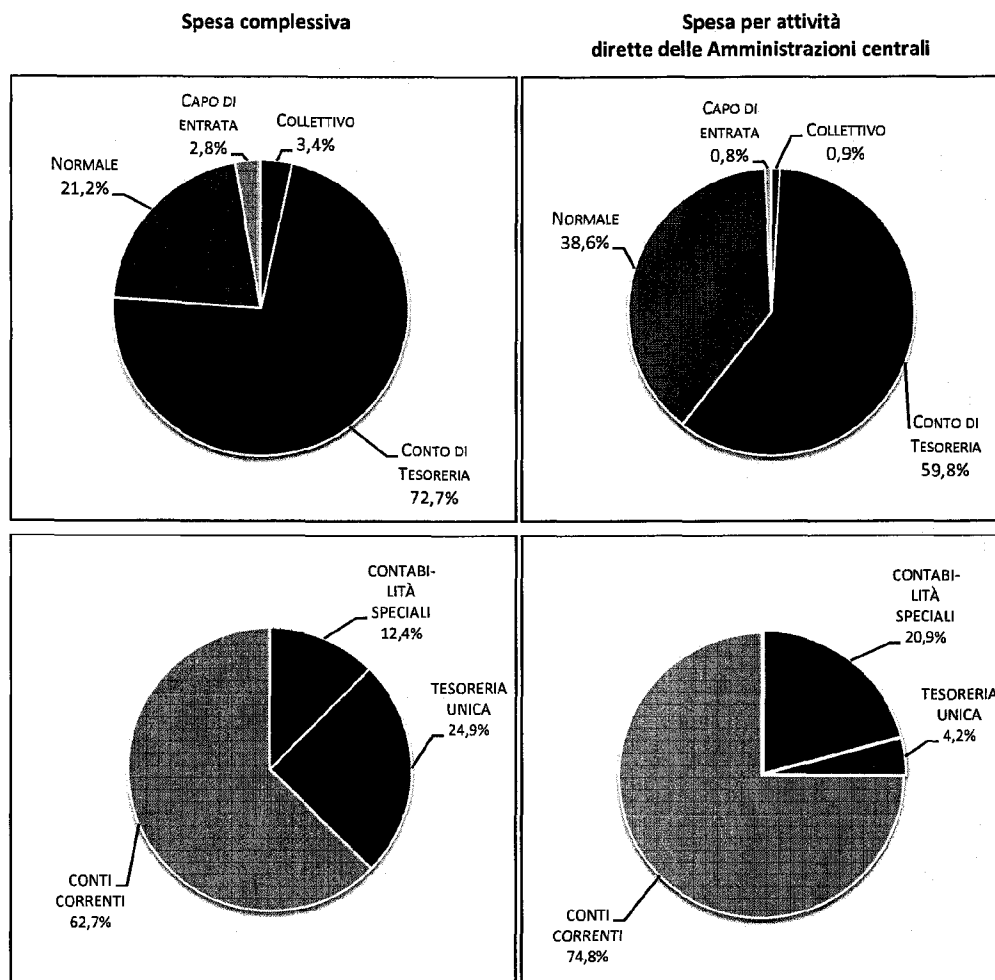 Spesa complessiva
Spesa per attività
dirette delle Amministrazioni centrali
CAPO DI
ENTRATA
2,8%
COLLETTIVO
3,4%
NORMALE
21,2%
CONTO DI
TESORERIA
72,7%
CAPO DI
ENTRATA
0,8%
COLLETTIVO
0,9%
NORMALE
38,6%
CONTO DI
TESORERIA
59,8%
CONTABI-
LITÀ
SPECIALI
12,4%
TESORERIA
UNICA
24,9%
CONTI
CORRENTI
62,7%
CONTABI-
LITÀ
SPECIALI
20,9%
TESORERIA
UNICA
4,2%
CONTI
CORRENTI
74,8%